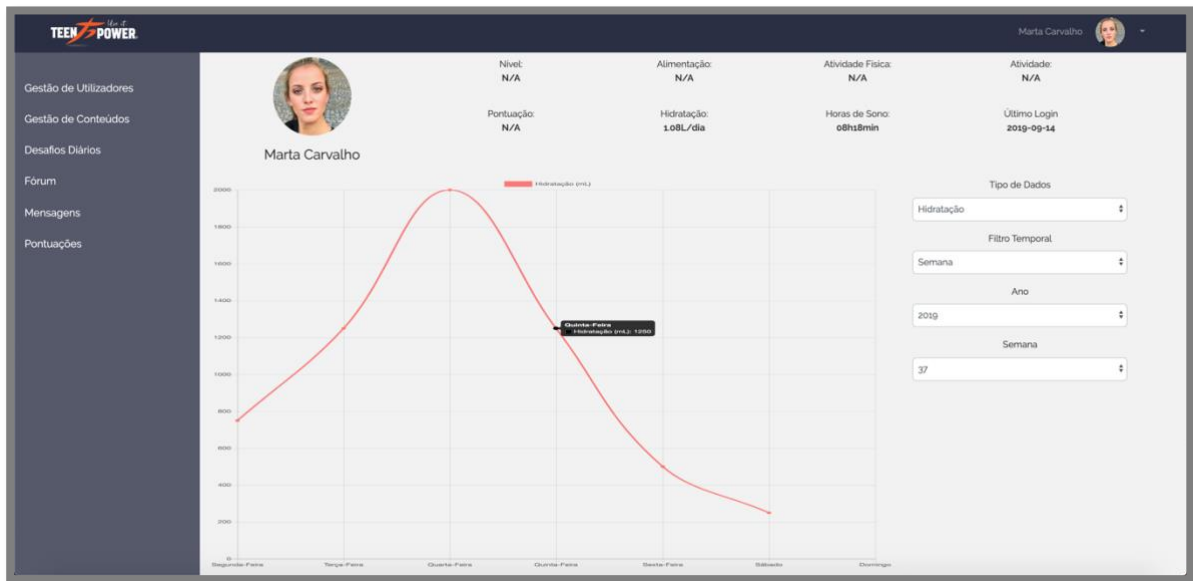 TEEN POWER
Marta Carvalho
Gestão de Utilizadores
Gestão de Conteúdos
Desafios Diários
Fórum
Mensagens
Pontuações
Marta Carvalho
Nível:
N/A
Alimentação:
N/A
Atividade Física:
N/A
Atividade:
N/A
Pontuação:
N/A
Hidratação:
1.08L/dia
Horas de Sono:
08h18min
Último Login
2019-09-14
Hidratação (mL)
2000
1800
1600
1400
1200
1000
800
600
400
200
0
Quinta-Feira
Hidratação (mL): 1250
Segunda-Feira
Terça-Feira
Quarta-Feira
Quinta-Feira
Sexta-Feira
Sábado
Domingo
Tipo de Dados
Hidratação
Filtro Temporal
Semana
Ano
2019
Semana
37